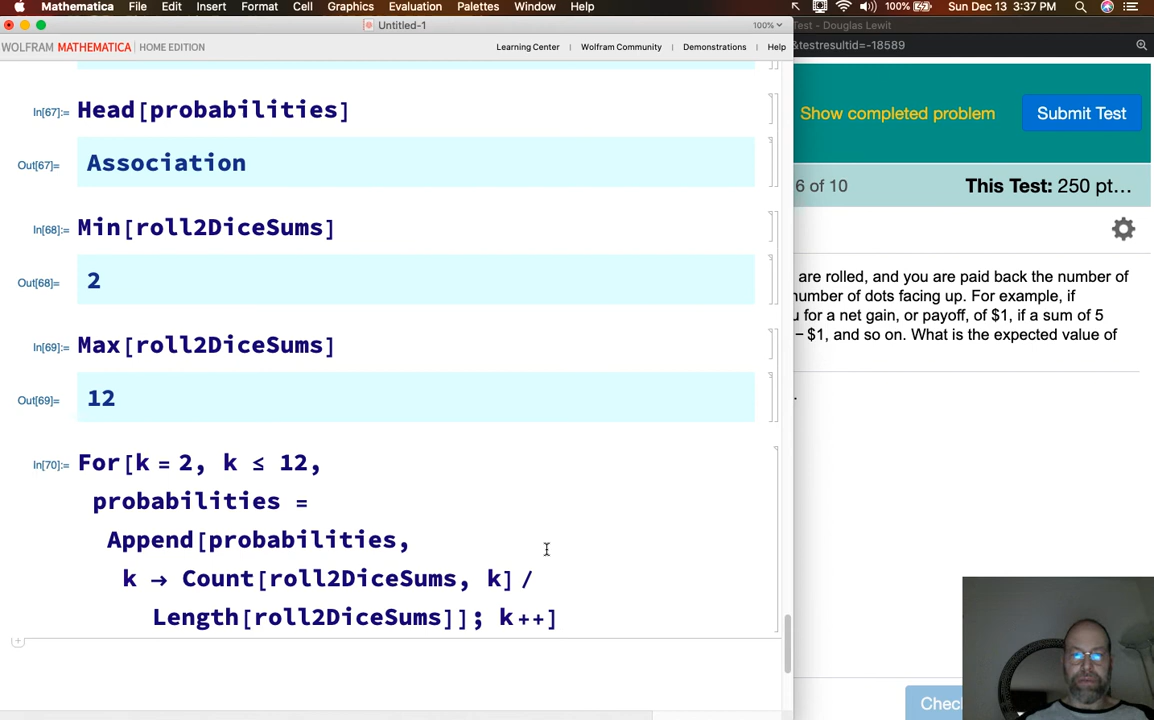 Mathematica File Edit Insert Format Cell Graphics Evaluation Palettes Window Help 100% Sun Dec 13 3:37 PM
Untitled-1 100%
Test - Douglas Lewit
WOLFRAM MATHEMATICA HOME EDITION Learning Center Wolfram Community Demonstrations Help
&testresultid=-18589
In[67]:= Head[probabilities]
Out[67]= Association
In[68]:= Min[roll2DiceSums]
Out[68]= 2
In[69]:= Max[roll2DiceSums]
Out[69]= 12
In[70]:= For[k = 2, k ≤ 12,
probabilities =
Append[probabilities,
k → Count[roll2DiceSums, k] /
Length[roll2DiceSums]]; k++]
Show completed problem Submit Test
6 of 10 This Test: 250 pt...
are rolled, and you are paid back the number of
number of dots facing up. For example, if
for a net gain, or payoff, of $1, if a sum of 5
– $1, and so on. What is the expected value of